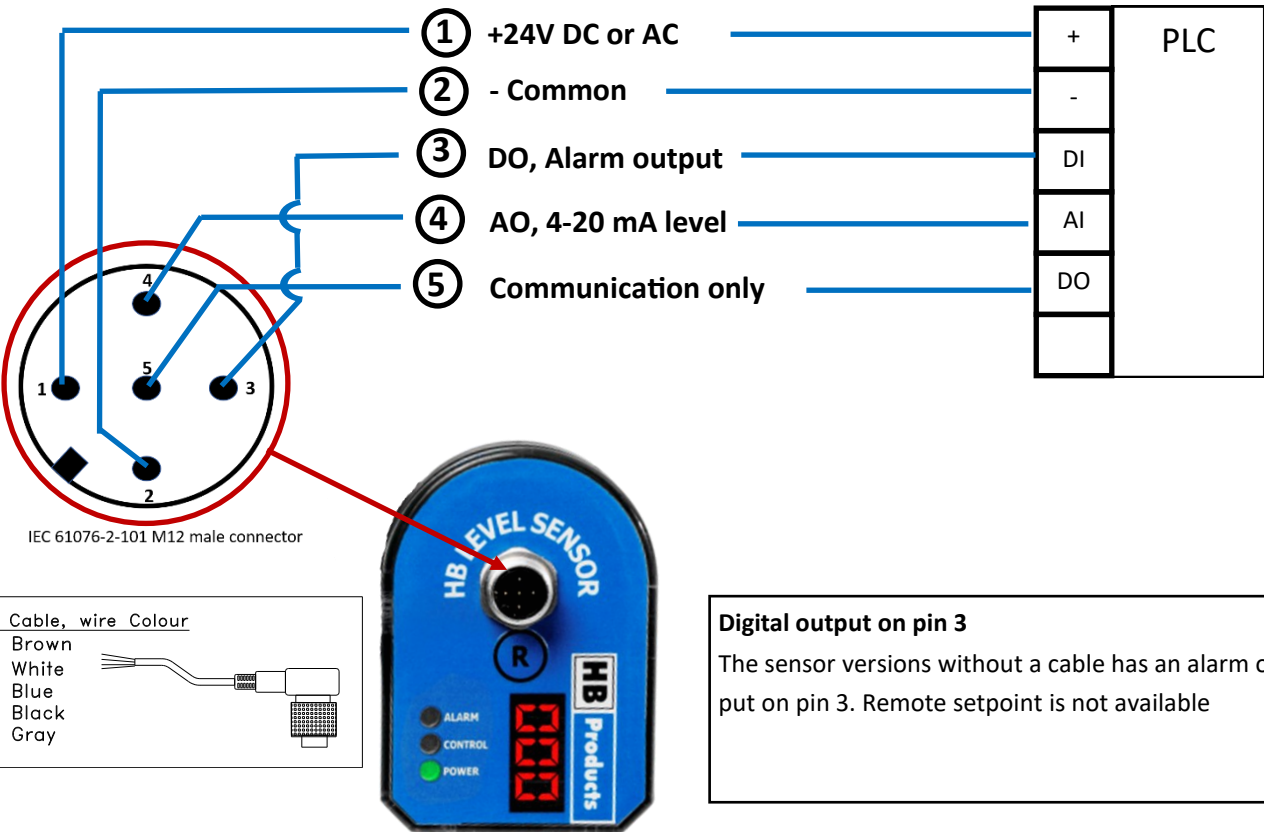 1 +24V DC or AC
+
PLC
2 - Common
-
3 DO, Alarm output
DI
4 AO, 4-20 mA level
AI
5 Communication only
DO
4
5
1
3
2
IEC 61076-2-101 M12 male connector
HB LEVEL SENSOR
R
HB
Products
ALARM
CONTROL
POWER
000
Cable, wire Colour
Brown
White
Blue
Black
Gray
Digital output on pin 3
The sensor versions without a cable has an alarm
put on pin 3. Remote setpoint is not available